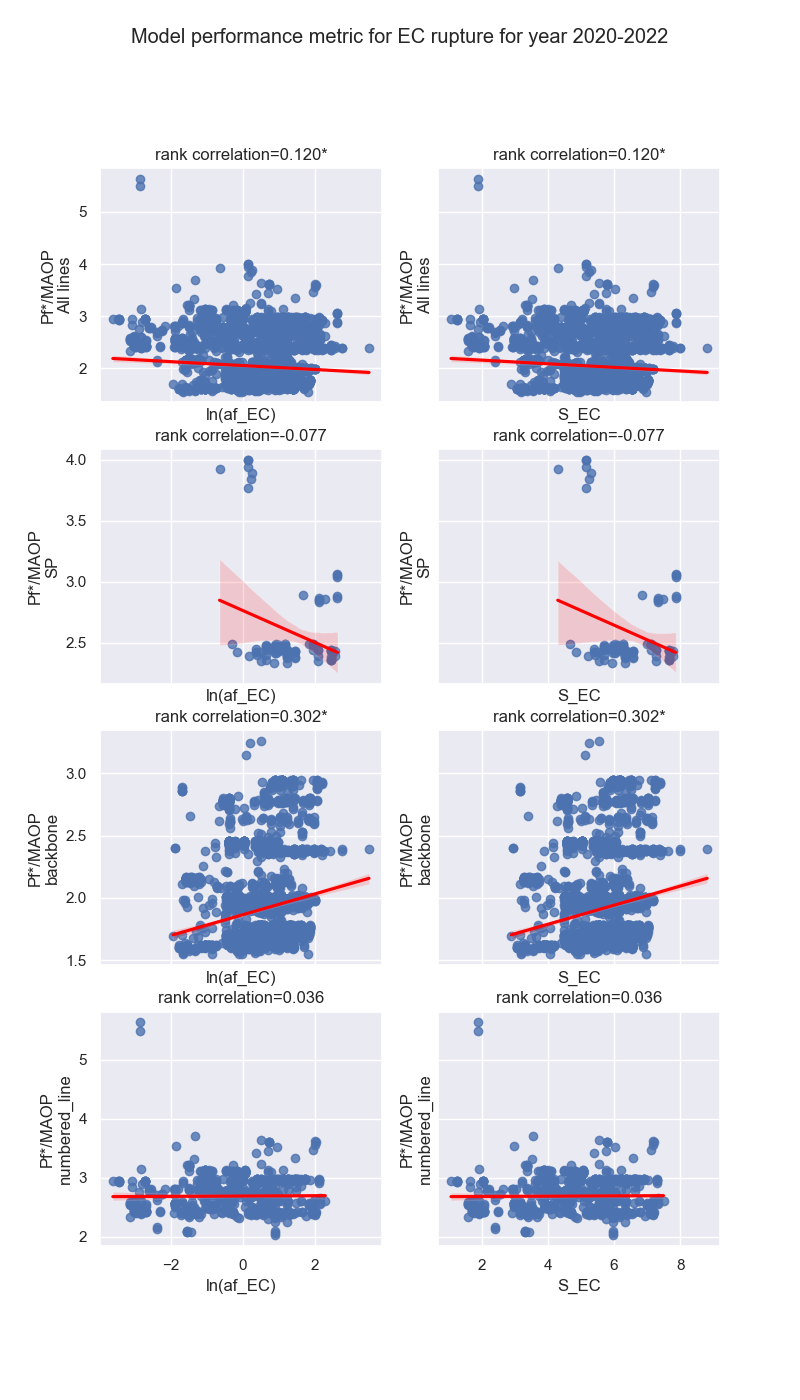 Model performance metric for EC rupture for year 2020-2022
rank correlation=0.120*
rank correlation=0.120*
Pf*/MAOP
All lines
5
4
3
2
ln(af_EC)
Pf*/MAOP
All lines
S_EC
rank correlation=-0.077
rank correlation=-0.077
Pf*/MAOP
SP
4.0
3.5
3.0
2.5
ln(af_EC)
Pf*/MAOP
SP
S_EC
rank correlation=0.302*
rank correlation=0.302*
Pf*/MAOP
backbone
3.0
2.5
2.0
1.5
ln(af_EC)
Pf*/MAOP
backbone
S_EC
rank correlation=0.036
rank correlation=0.036
Pf*/MAOP
numbered_line
5
4
3
2
−2
0
2
ln(af_EC)
Pf*/MAOP
numbered_line
2
4
6
8
S_EC